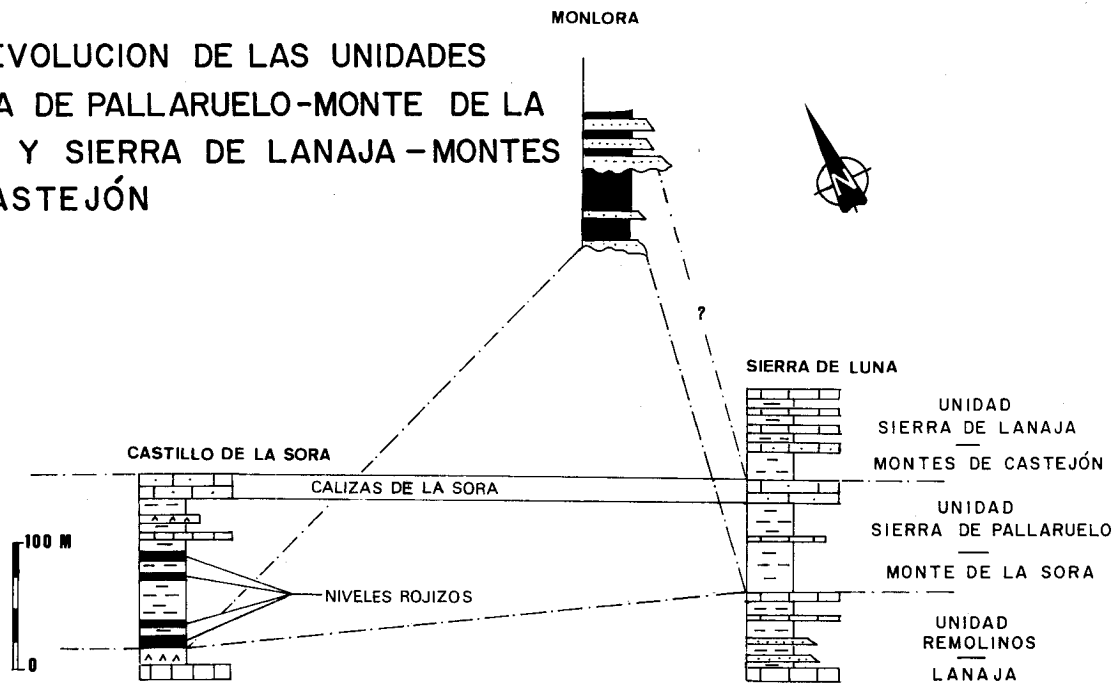 MONLORA
EVOLUCION DE LAS UNIDADES
A DE PALLARUELO-MONTE DE LA
Y SIERRA DE LANAJA-MONTES
ASTEJÓN
N
?
SIERRA DE LUNA
UNIDAD
SIERRA DE LANAJA
—
MONTES DE CASTEJÓN
CASTILLO DE LA SORA
CALIZAS DE LA SORA
UNIDAD
SIERRA DE PALLARUELO
—
MONTE DE LA SORA
100 M
NIVELES ROJIZOS
UNIDAD
REMOLINOS
—
LANAJA
0